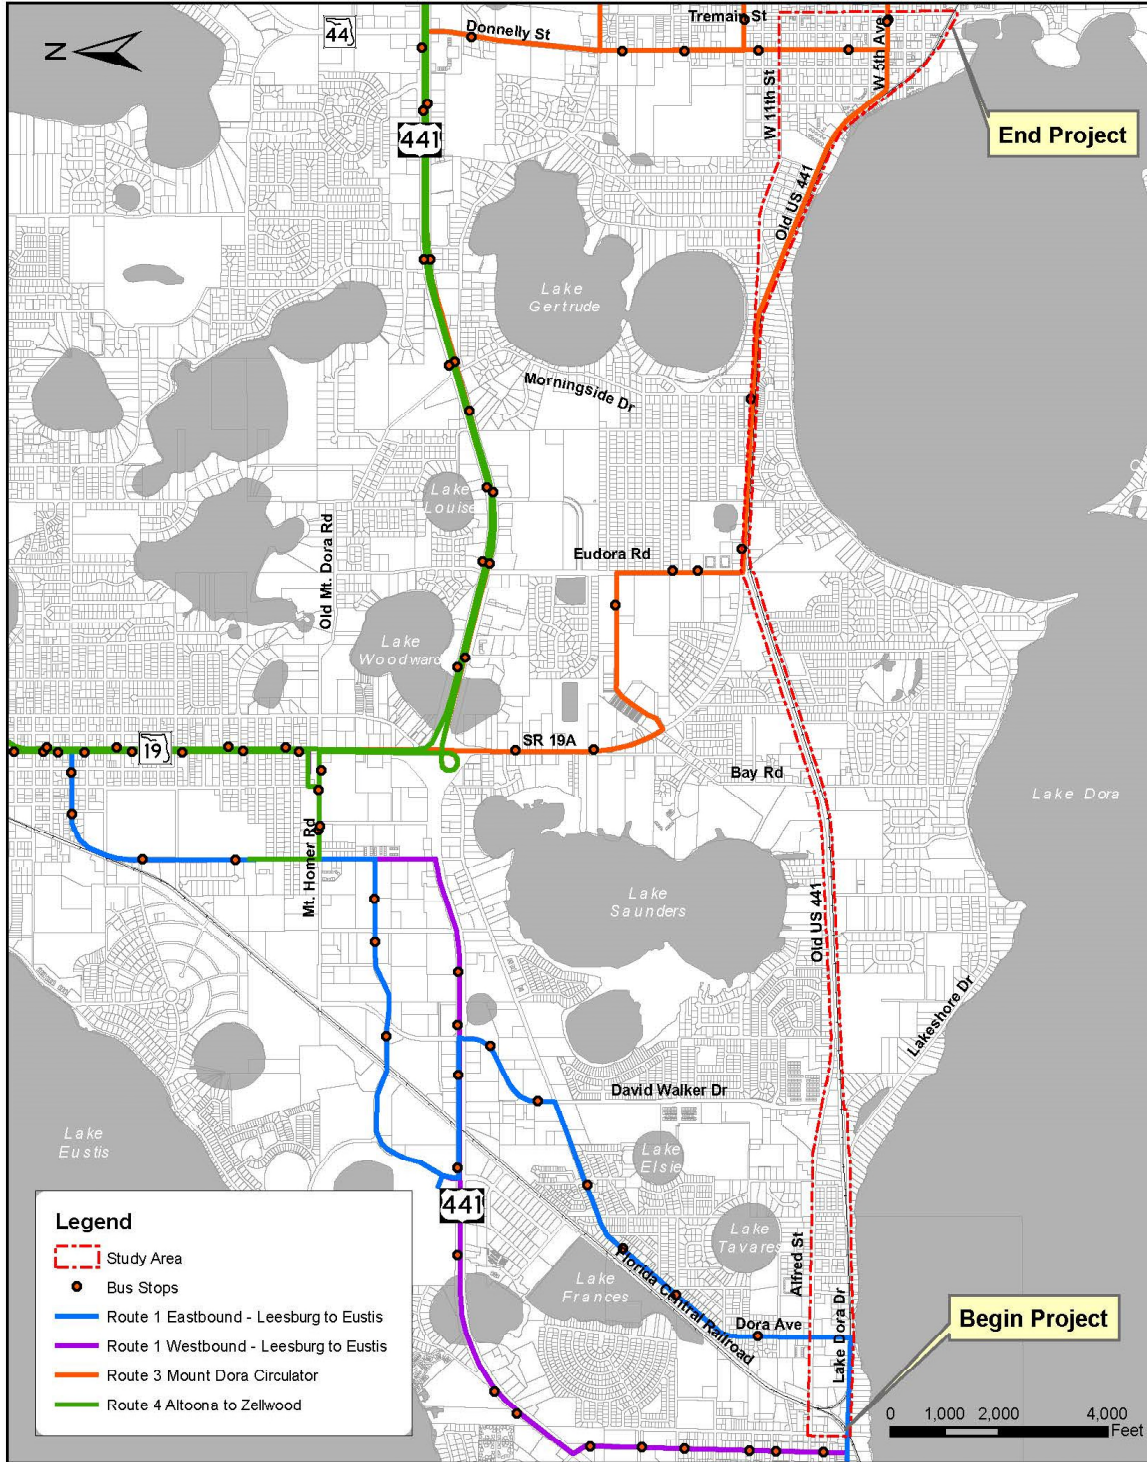 44
Donnelly St
Tremain St
N
W 5th Ave
W 11th St
441
End Project
Old US 441
Lake
Gertrude
Morningside Dr
Lake
Louise
Old Mt. Dora Rd
Eudora Rd
Lake
Woodward
19
SR 19A
Bay Rd
Lake Dora
Mt. Homer Rd
Lake
Saunders
Old US 441
Lakeshore Dr
David Walker Dr
Lake
Eustis
Lake
Elsie
441
Lake
Tavares
Alfred St
Florida Central Railroad
Lake
Frances
Dora Ave
Lake Dora Dr
Begin Project
Legend
Study Area
Bus Stops
Route 1 Eastbound - Leesburg to Eustis
Route 1 Westbound - Leesburg to Eustis
Route 3 Mount Dora Circulator
Route 4 Altoona to Zellwood
0 1,000 2,000 4,000
Feet